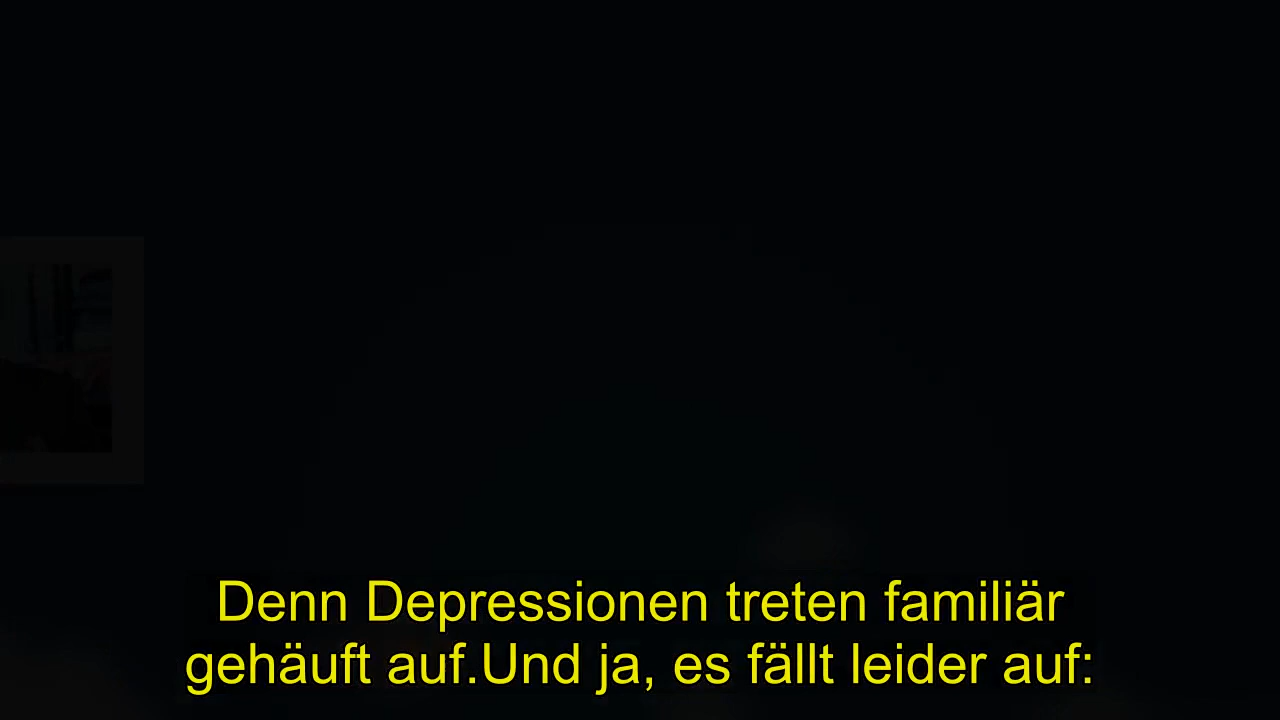 Denn Depressionen treten familiär
gehäuft auf.Und ja, es fällt leider auf: